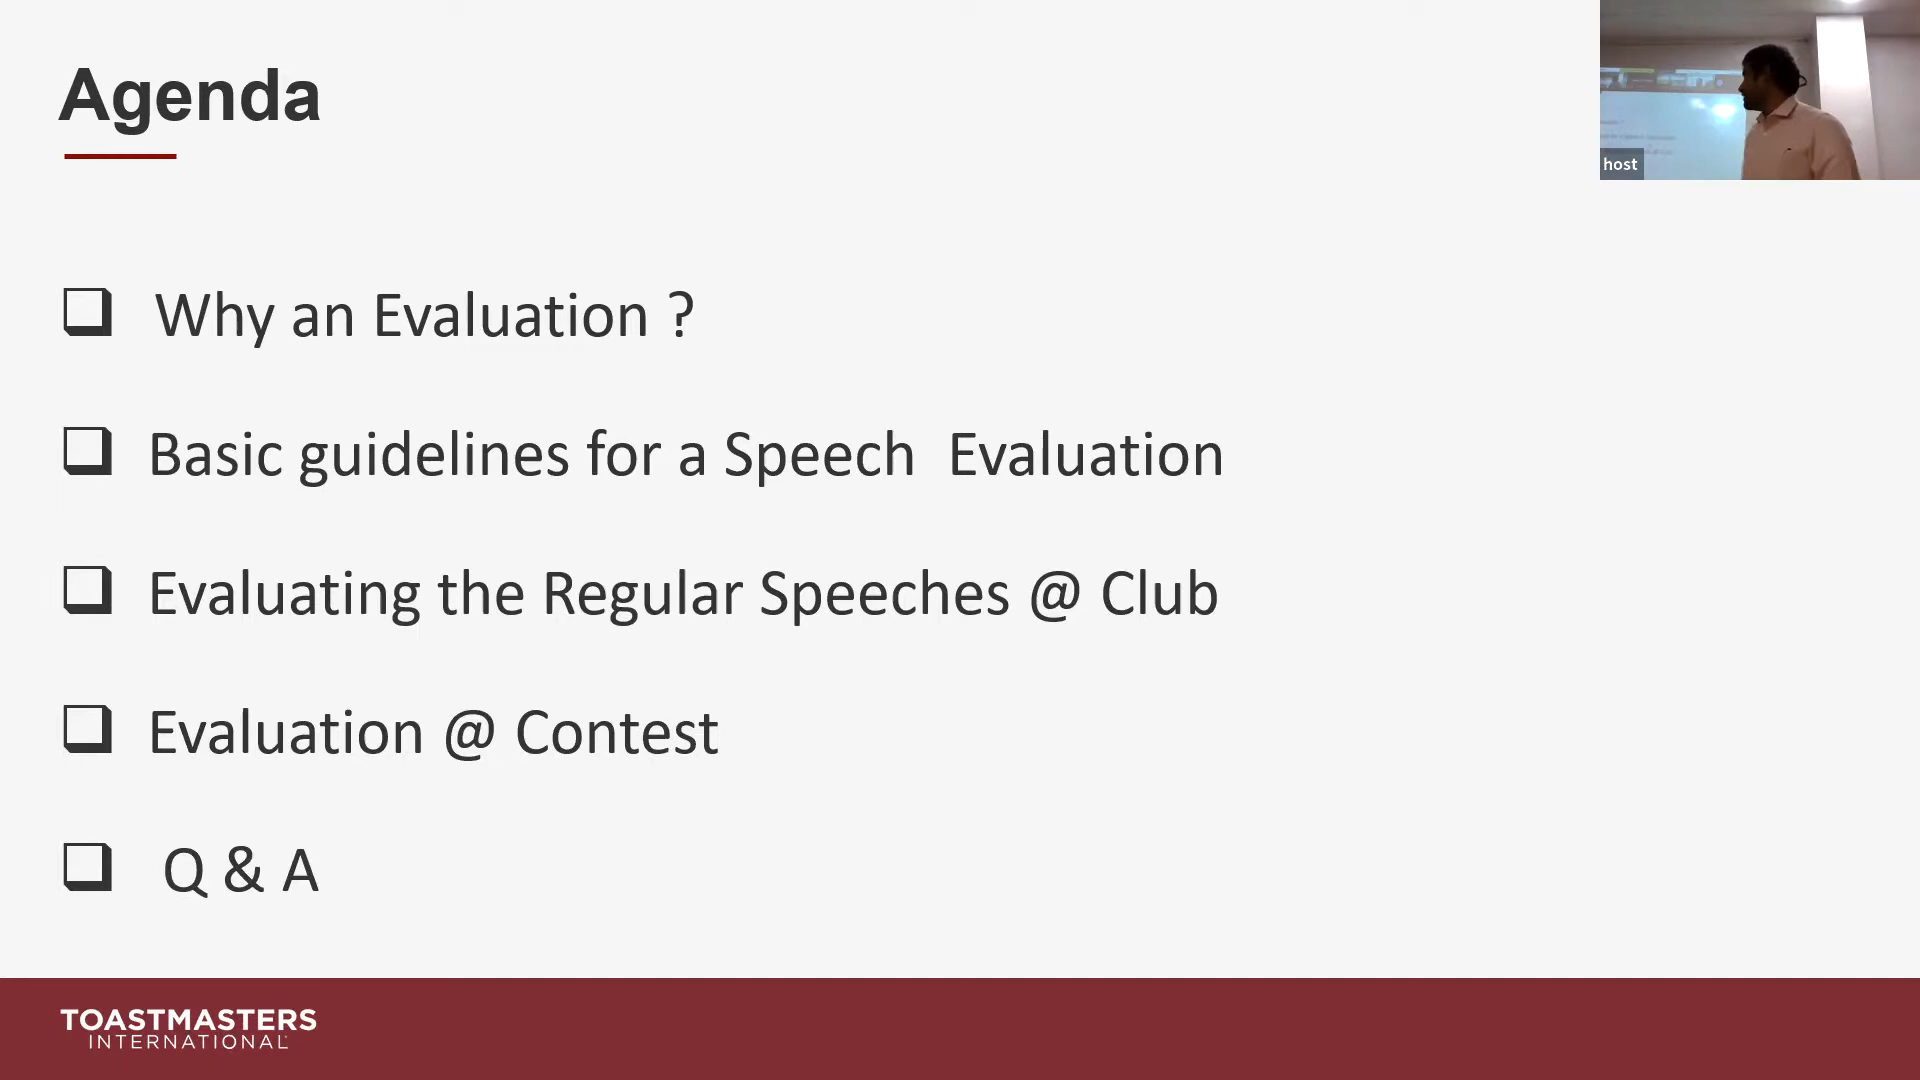 Agenda
host
Why an Evaluation ?
Basic guidelines for a Speech  Evaluation
Evaluating the Regular Speeches @ Club
Evaluation @ Contest
Q & A
TOASTMASTERS
INTERNATIONAL